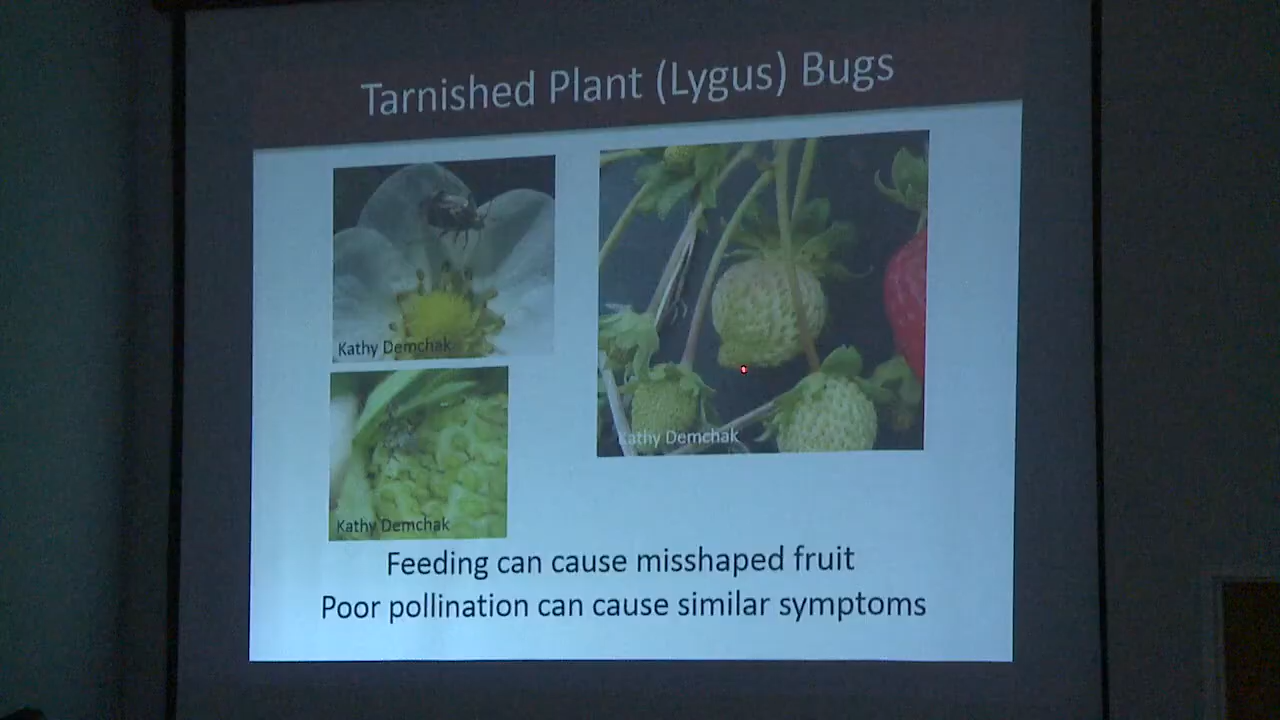 Tarnished Plant (Lygus) Bugs
Kathy Demchak
Kathy Demchak
Kathy Demchak
Feeding can cause misshaped fruit
Poor pollination can cause similar symptoms